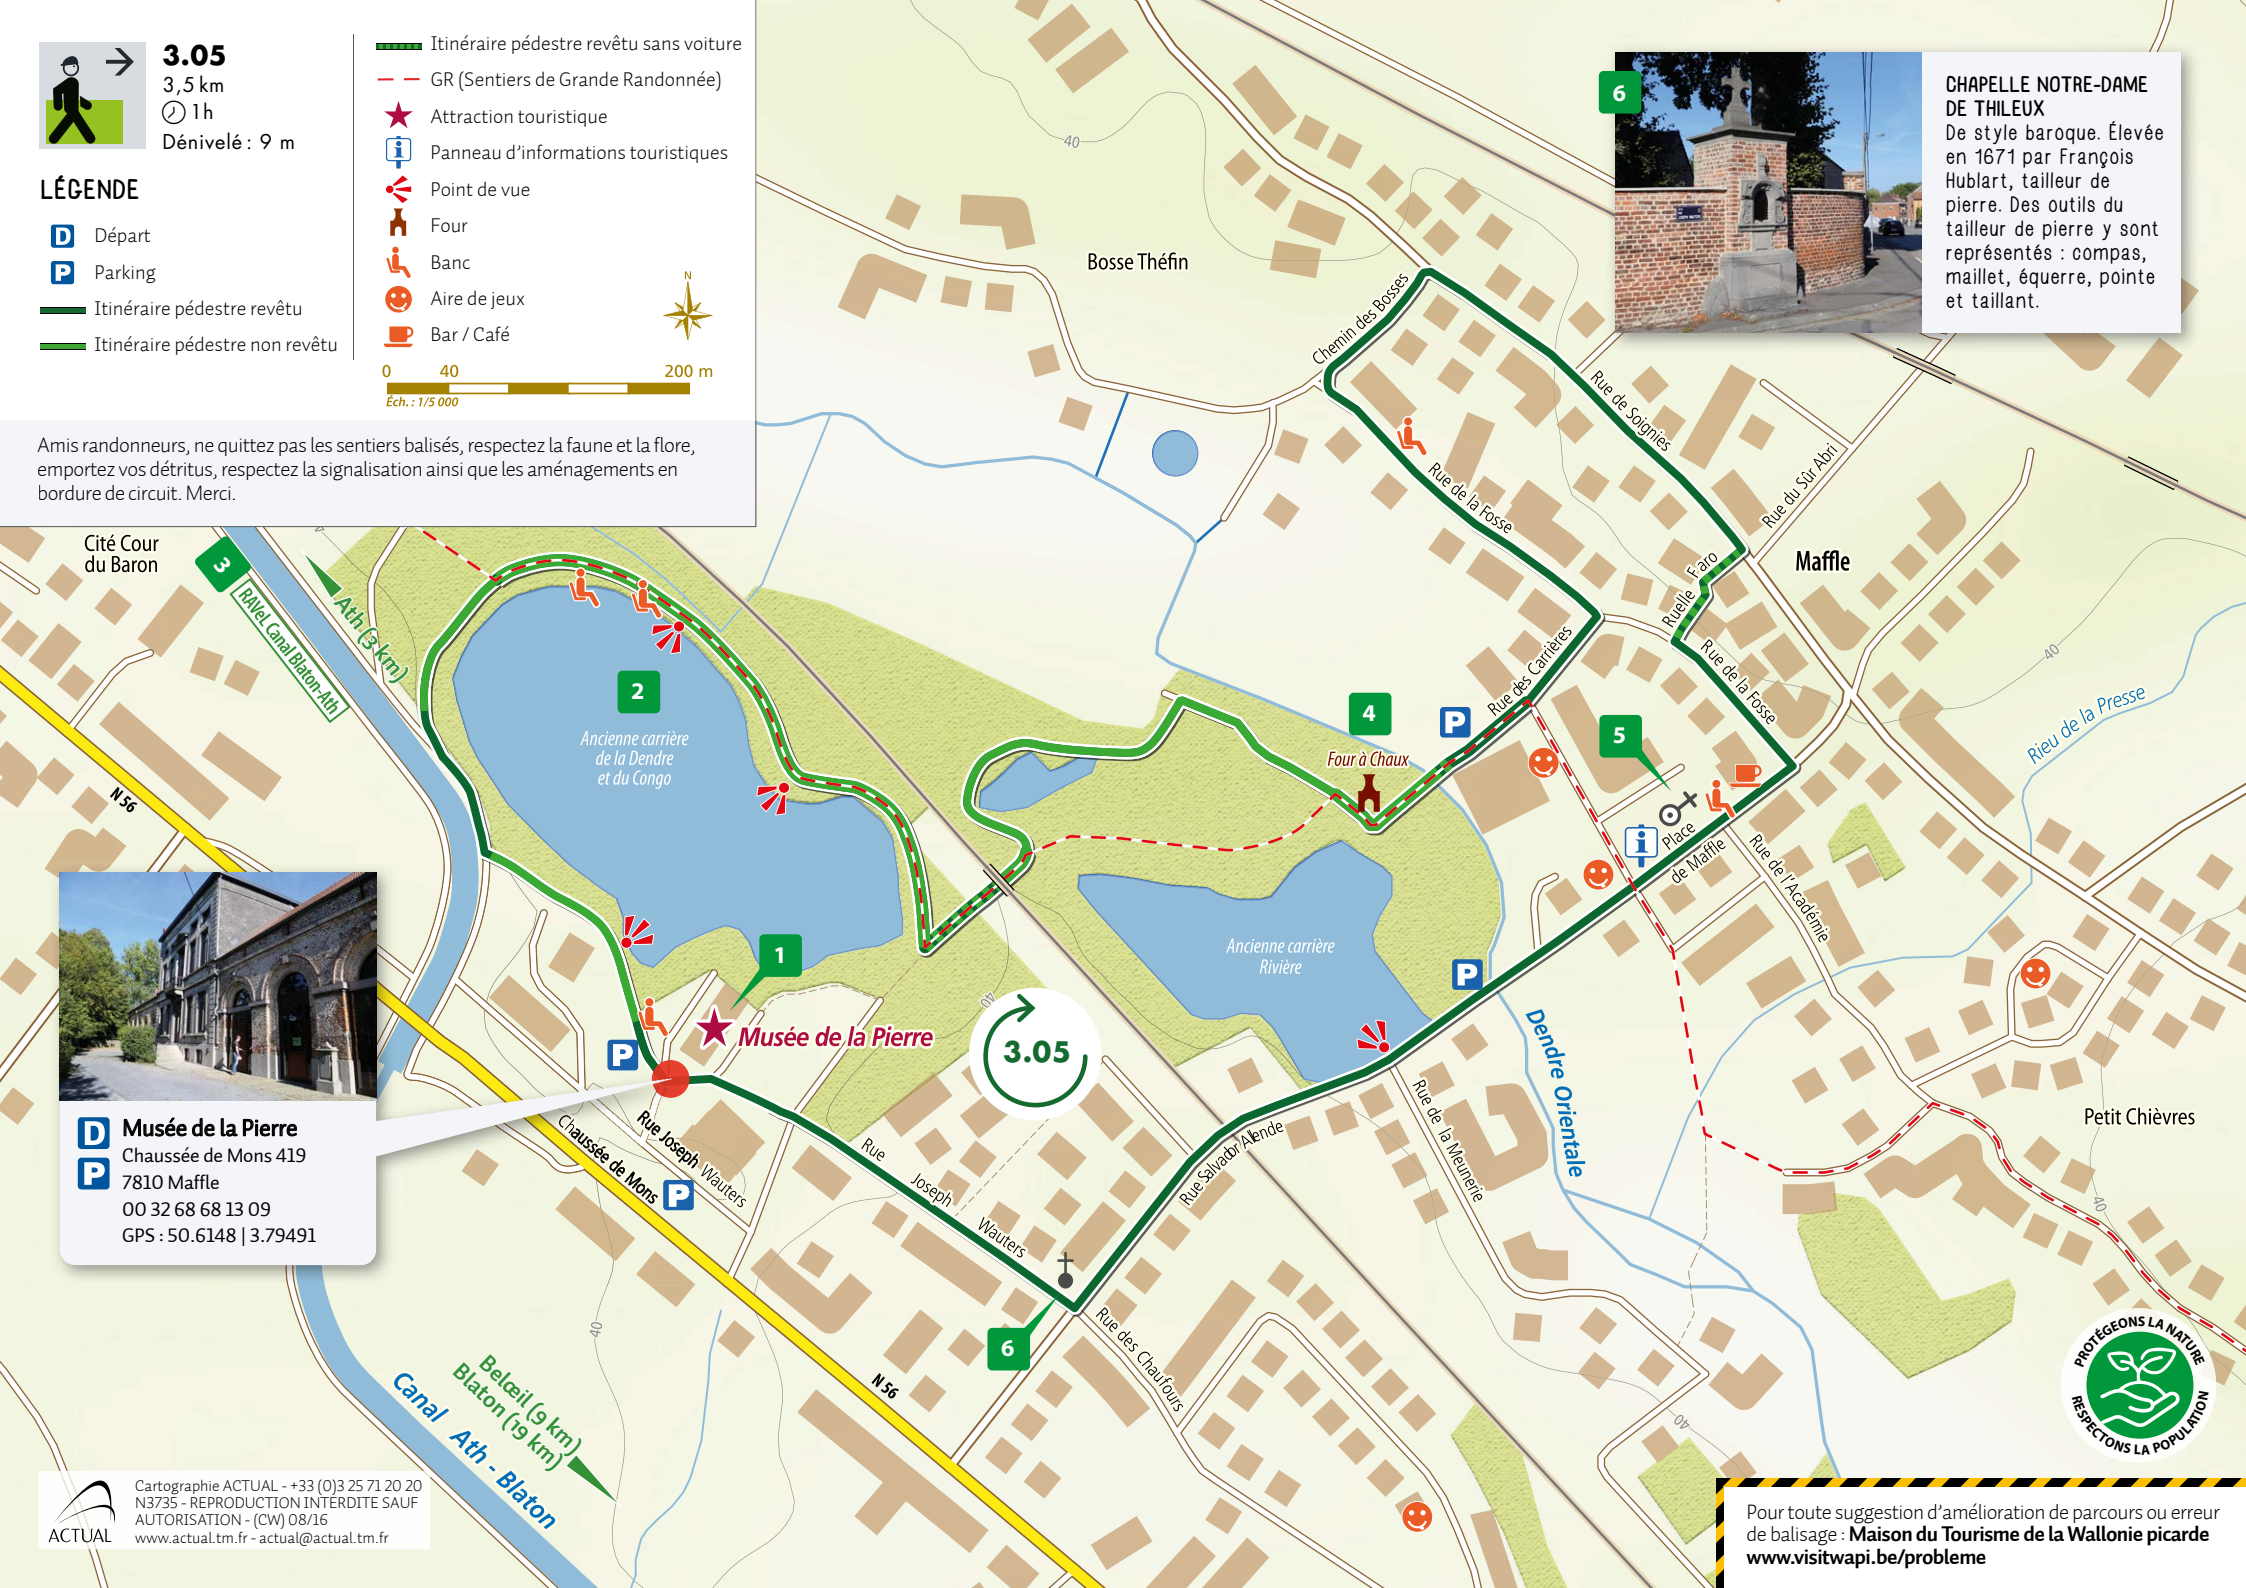 3.05
3,5 km
1 h
Dénivelé : 9 m
LÉGENDE
D Départ
P Parking
Itinéraire pédestre revêtu
Itinéraire pédestre non revêtu
Itinéraire pédestre revêtu sans voiture
GR (Sentiers de Grande Randonnée)
Attraction touristique
i Panneau d'informations touristiques
Point de vue
Four
Banc
Aire de jeux
Bar / Café
N
0 40 200 m
Éch. : 1/5 000
Amis randonneurs, ne quittez pas les sentiers balisés, respectez la faune et la flore,
emportez vos détritus, respectez la signalisation ainsi que les aménagements en
bordure de circuit. Merci.
6
CHAPELLE NOTRE-DAME
DE THILEUX
De style baroque. Élevée
en 1671 par François
Hublart, tailleur de
pierre. Des outils du
tailleur de pierre y sont
représentés : compas,
maillet, équerre, pointe
et taillant.
40
Bosse Théfin
Chemin des Bosses
Rue de Soignies
Rue du Sûr Abri
Rue de la Fosse
Maffle
Ruelle Faro
Rue de la Fosse
Rue des Carrières
40
Rieu de la Presse
Cité Cour
du Baron
3
RAVeL Canal Blaton-Ath
Ath (3 km)
2
Ancienne carrière
de la Dendre
et du Congo
4
Four à Chaux
P
5
i
Place
de Maffle
Rue de l'Académie
N 56
1
Musée de la Pierre
P
3.05
40
Ancienne carrière
Rivière
P
Dendre Orientale
Rue de la Meunerie
Petit Chièvres
40
D Musée de la Pierre
P Chaussée de Mons 419
7810 Maffle
00 32 68 68 13 09
GPS : 50.6148 | 3.79491
Chaussée de Mons
P
Rue Joseph Wauters
Rue Joseph Wauters
Rue Salvador Alende
6
Rue des Chaufours
N 56
40
40
Canal Ath - Blaton
Belœil (9 km)
Blaton (19 km)
PROTÉGEONS LA NATURE
RESPECTONS LA POPULATION
ACTUAL
Cartographie ACTUAL - +33 (0)3 25 71 20 20
N3735 - REPRODUCTION INTERDITE SAUF
AUTORISATION - (CW) 08/16
www.actual.tm.fr - actual@actual.tm.fr
Pour toute suggestion d'amélioration de parcours ou erreur
de balisage : Maison du Tourisme de la Wallonie picarde
www.visitwapi.be/probleme